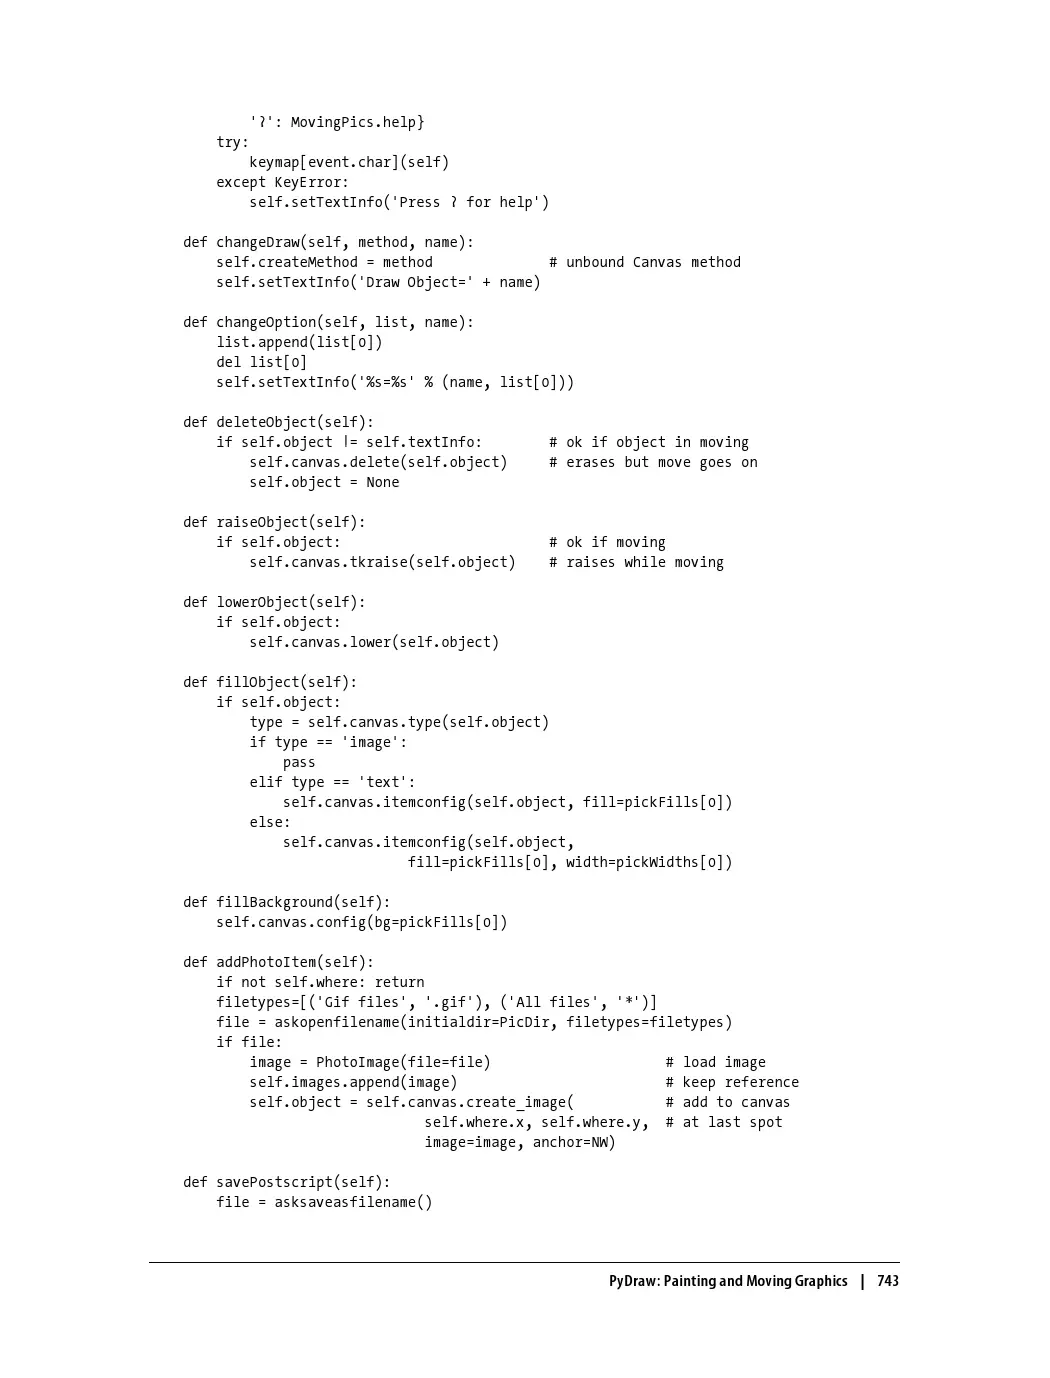 '?': MovingPics.help}
    try:
        keymap[event.char](self)
    except KeyError:
        self.setTextInfo('Press ? for help')

def changeDraw(self, method, name):
    self.createMethod = method              # unbound Canvas method
    self.setTextInfo('Draw Object=' + name)

def changeOption(self, list, name):
    list.append(list[0])
    del list[0]
    self.setTextInfo('%s=%s' % (name, list[0]))

def deleteObject(self):
    if self.object != self.textInfo:        # ok if object in moving
        self.canvas.delete(self.object)     # erases but move goes on
        self.object = None

def raiseObject(self):
    if self.object:                         # ok if moving
        self.canvas.tkraise(self.object)    # raises while moving

def lowerObject(self):
    if self.object:
        self.canvas.lower(self.object)

def fillObject(self):
    if self.object:
        type = self.canvas.type(self.object)
        if type == 'image':
            pass
        elif type == 'text':
            self.canvas.itemconfig(self.object, fill=pickFills[0])
        else:
            self.canvas.itemconfig(self.object,
                           fill=pickFills[0], width=pickWidths[0])

def fillBackground(self):
    self.canvas.config(bg=pickFills[0])

def addPhotoItem(self):
    if not self.where: return
    filetypes=[('Gif files', '.gif'), ('All files', '*')]
    file = askopenfilename(initialdir=PicDir, filetypes=filetypes)
    if file:
        image = PhotoImage(file=file)                     # load image
        self.images.append(image)                         # keep reference
        self.object = self.canvas.create_image(           # add to canvas
                             self.where.x, self.where.y,  # at last spot
                             image=image, anchor=NW)

def savePostscript(self):
    file = asksaveasfilename()

PyDraw: Painting and Moving Graphics | 743